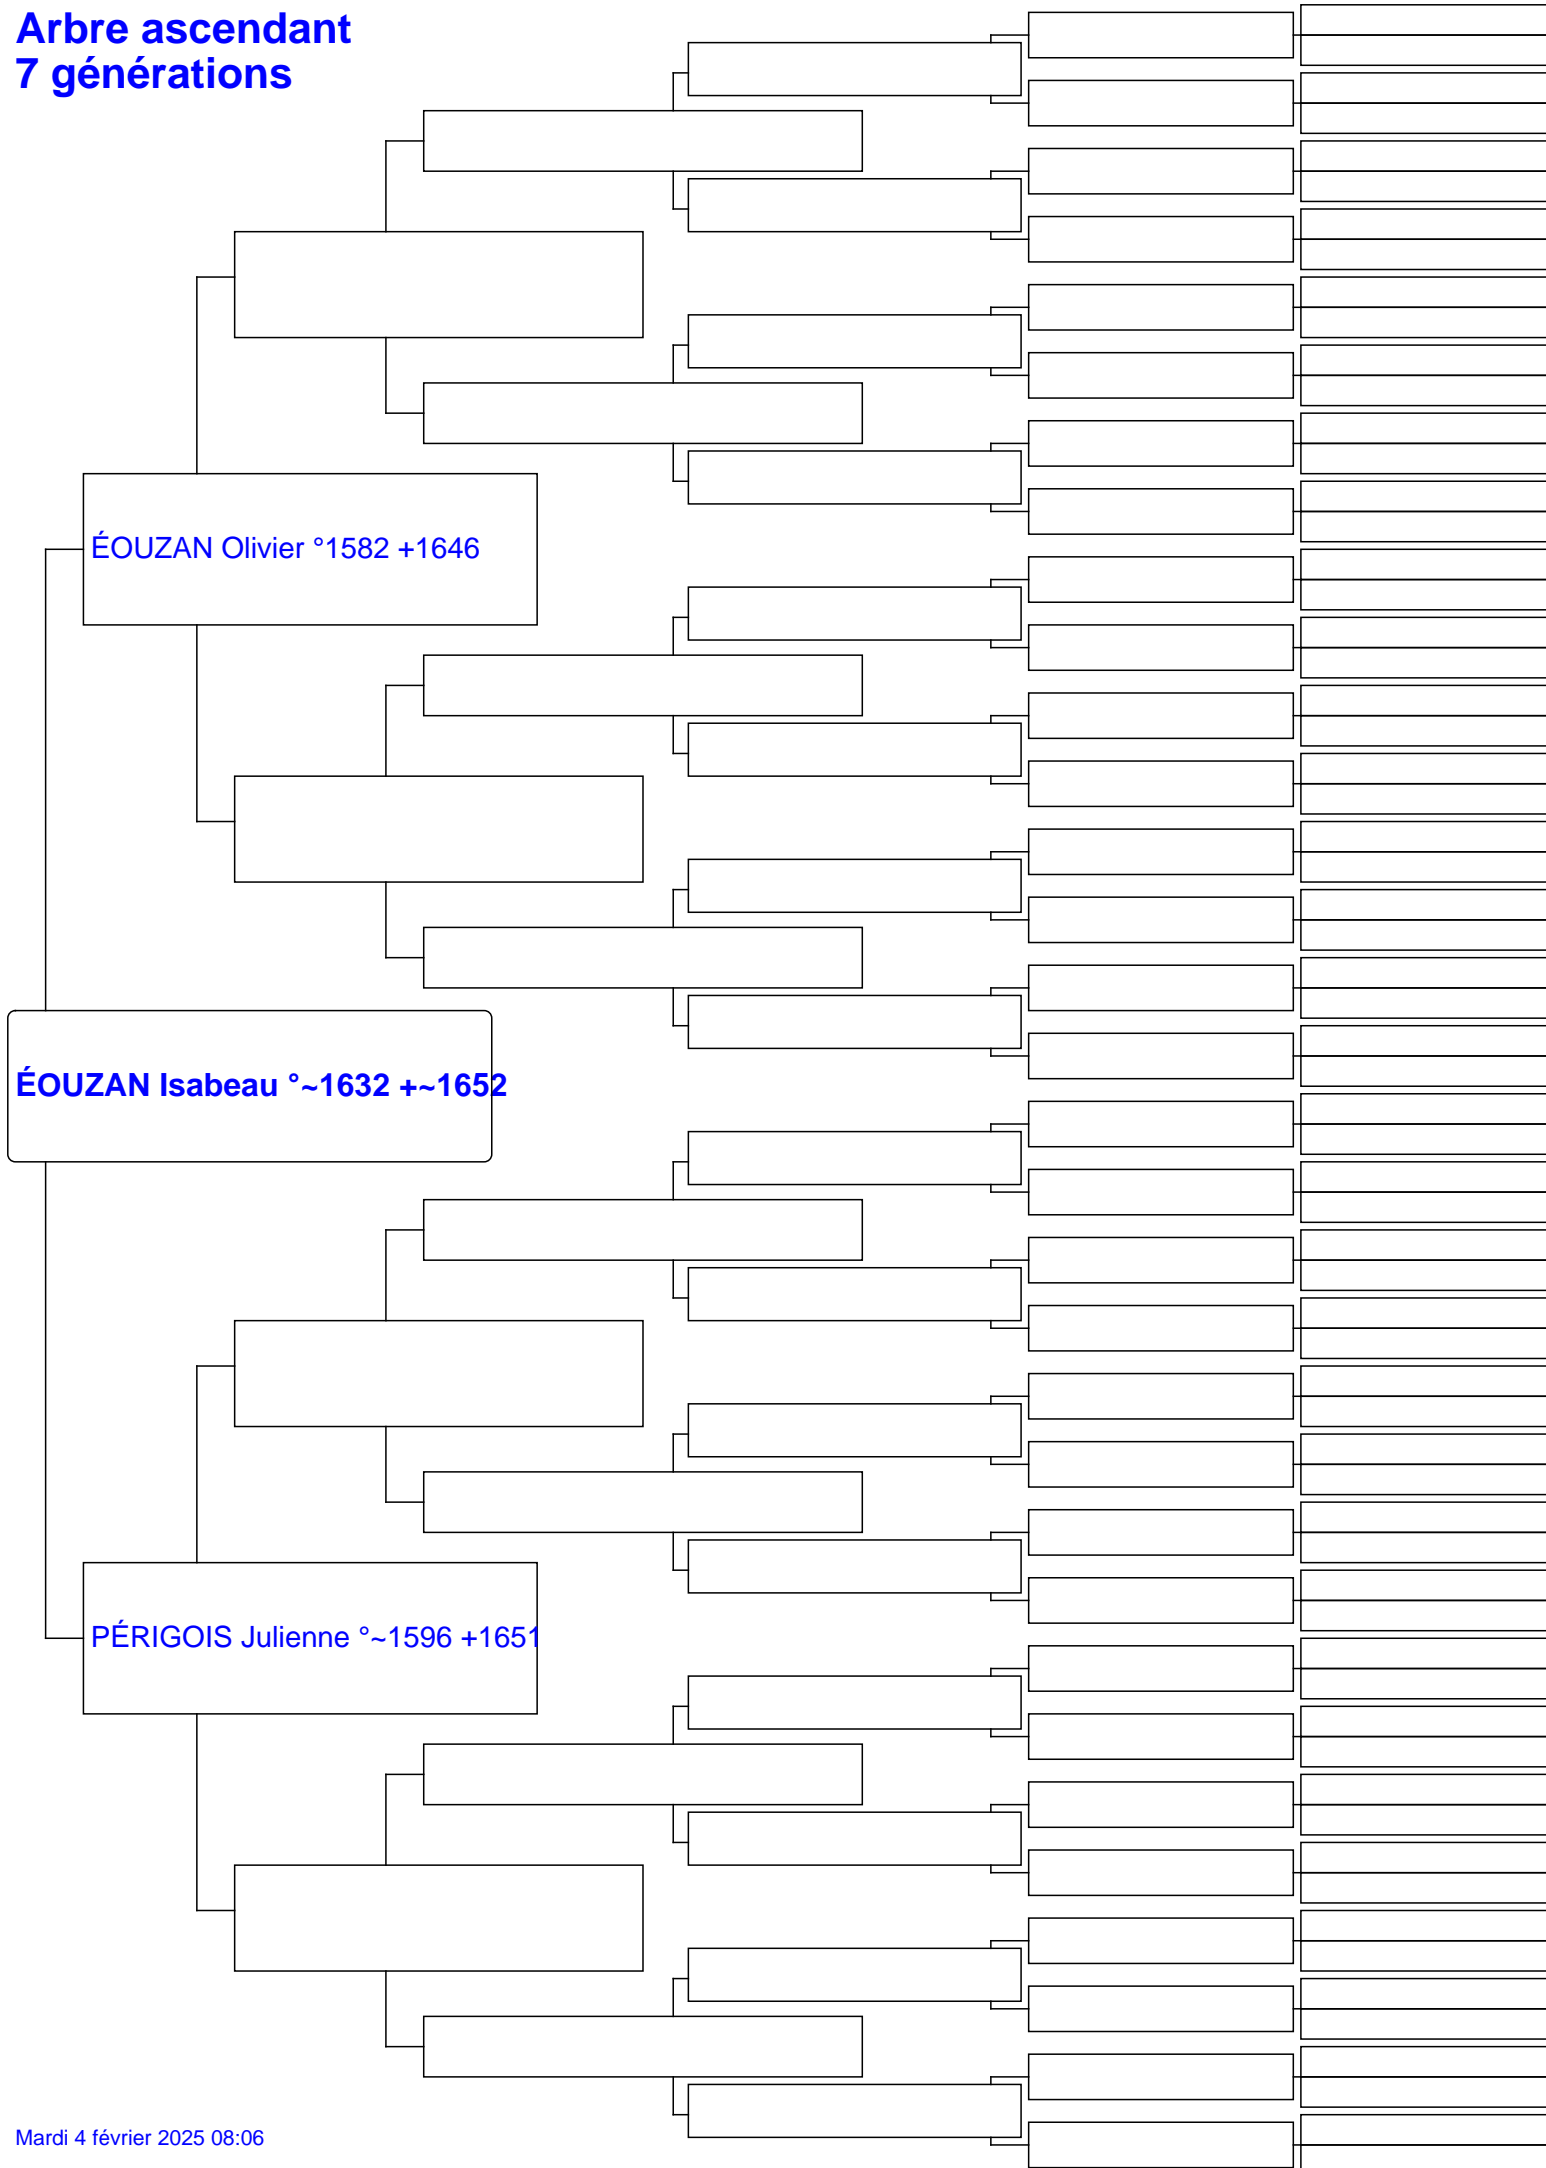 Arbre ascendant
7 générations
ÉOUZAN Olivier °1582 +1646
ÉOUZAN Isabeau °~1632 +~1652
PÉRIGOIS Julienne °~1596 +1651
Mardi 4 février 2025 08:06